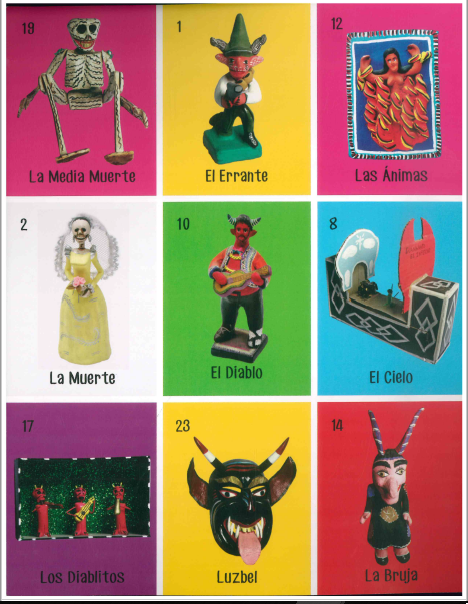 19
La Media Muerte
1
El Errante
12
Las Ánimas
2
La Muerte
10
El Diablo
8
El Cielo
17
Los Diablitos
23
Luzbel
14
La Bruja